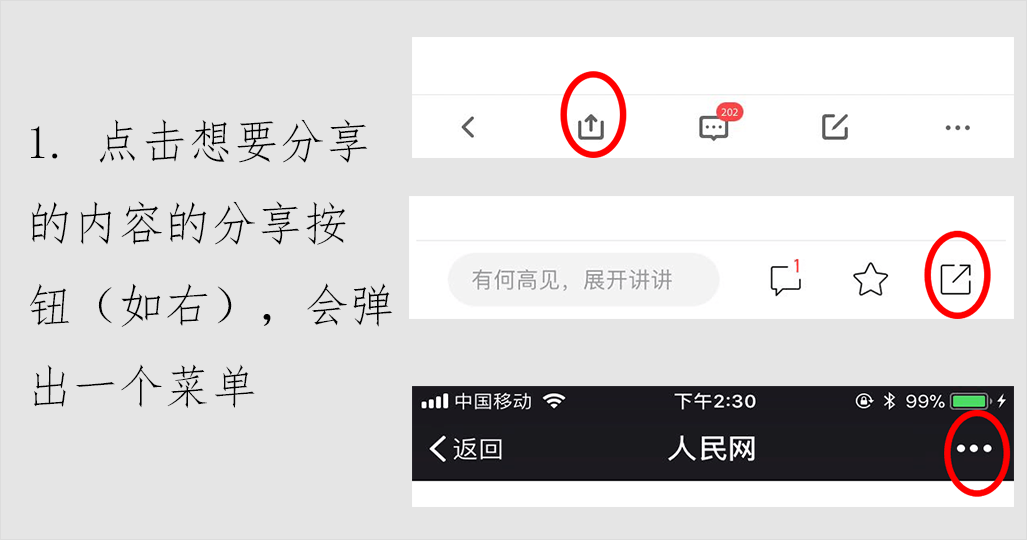 1. 点击想要分享
的内容的分享按
钮（如右），会弹
出一个菜单
202
有何高见，展开讲讲
1
中国移动
下午2:30
99%
返回
人民网